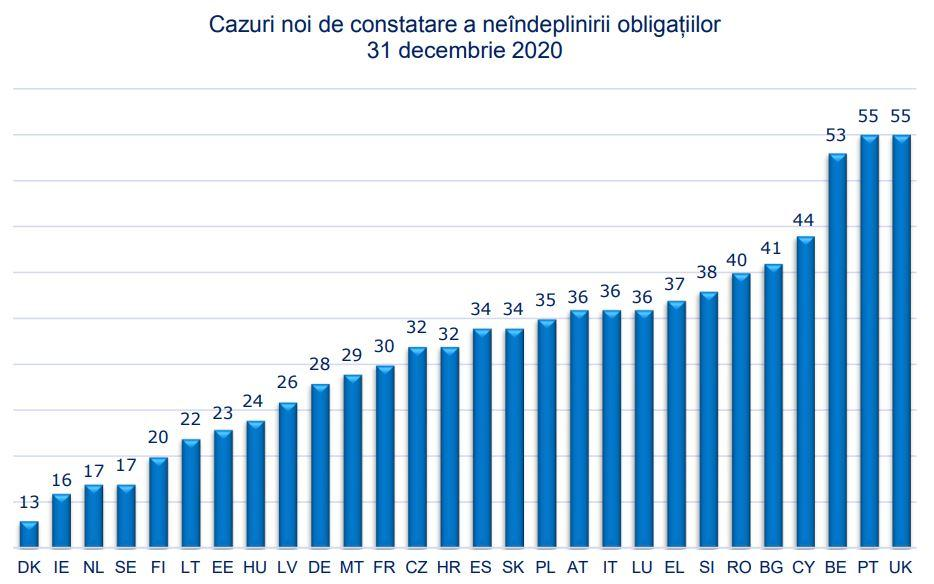 Cazuri noi de constatare a neîndeplinirii obligațiilor
31 decembrie 2020
13 16 17 17 20 22 23 24 26 28 29 30 32 32 34 34 35 36 36 36 37 38 40 41 44 53 55 55
DK IE NL SE FI LT EE HU LV DE MT FR CZ HR ES SK PL AT IT LU EL SI RO BG CY BE PT UK